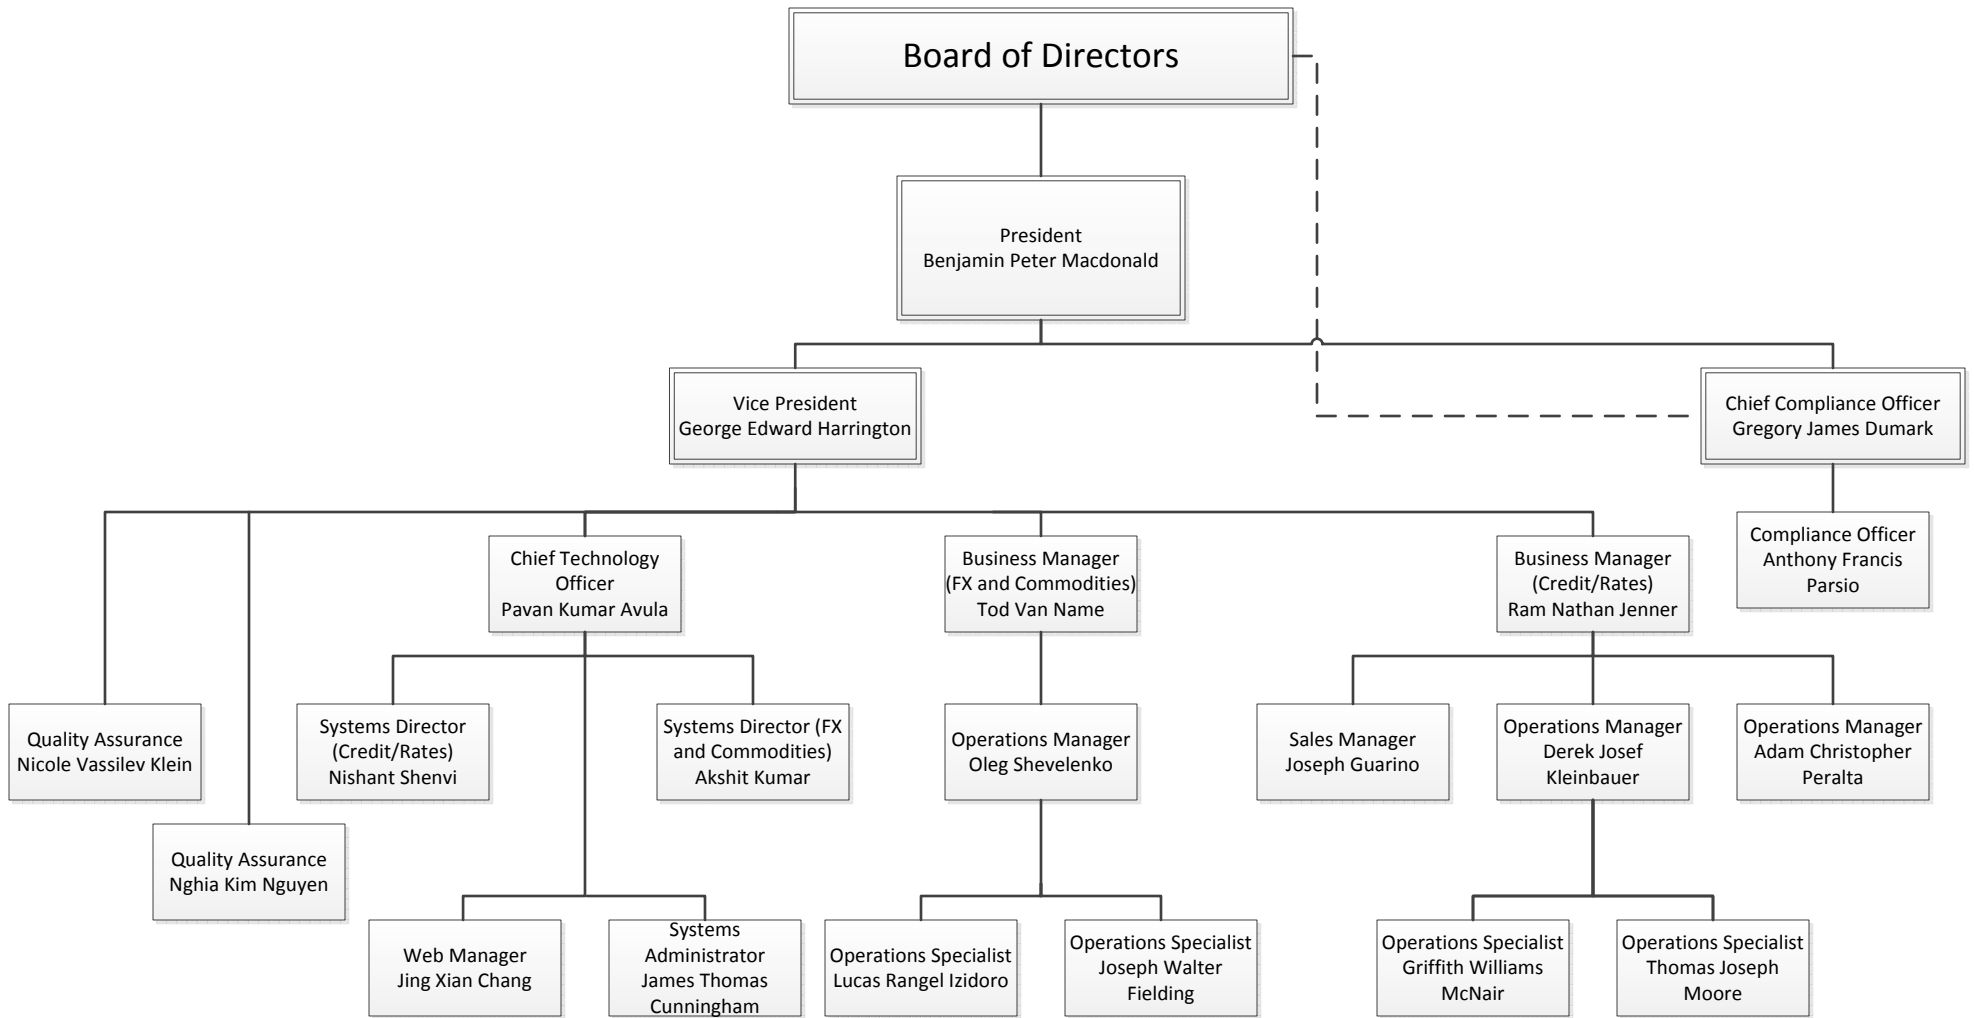 Board of Directors
President
Benjamin Peter Macdonald
Vice President
George Edward Harrington
Chief Compliance Officer
Gregory James Dumark
Compliance Officer
Anthony Francis
Parsio
Chief Technology
Officer
Pavan Kumar Avula
Business Manager
(FX and Commodities)
Tod Van Name
Business Manager
(Credit/Rates)
Ram Nathan Jenner
Quality Assurance
Nicole Vassilev Klein
Systems Director
(Credit/Rates)
Nishant Shenvi
Systems Director (FX
and Commodities)
Akshit Kumar
Operations Manager
Oleg Shevelenko
Sales Manager
Joseph Guarino
Operations Manager
Derek Josef
Kleinbauer
Operations Manager
Adam Christopher
Peralta
Quality Assurance
Nghia Kim Nguyen
Web Manager
Jing Xian Chang
Systems
Administrator
James Thomas
Cunningham
Operations Specialist
Lucas Rangel Izidoro
Operations Specialist
Joseph Walter
Fielding
Operations Specialist
Griffith Williams
McNair
Operations Specialist
Thomas Joseph
Moore